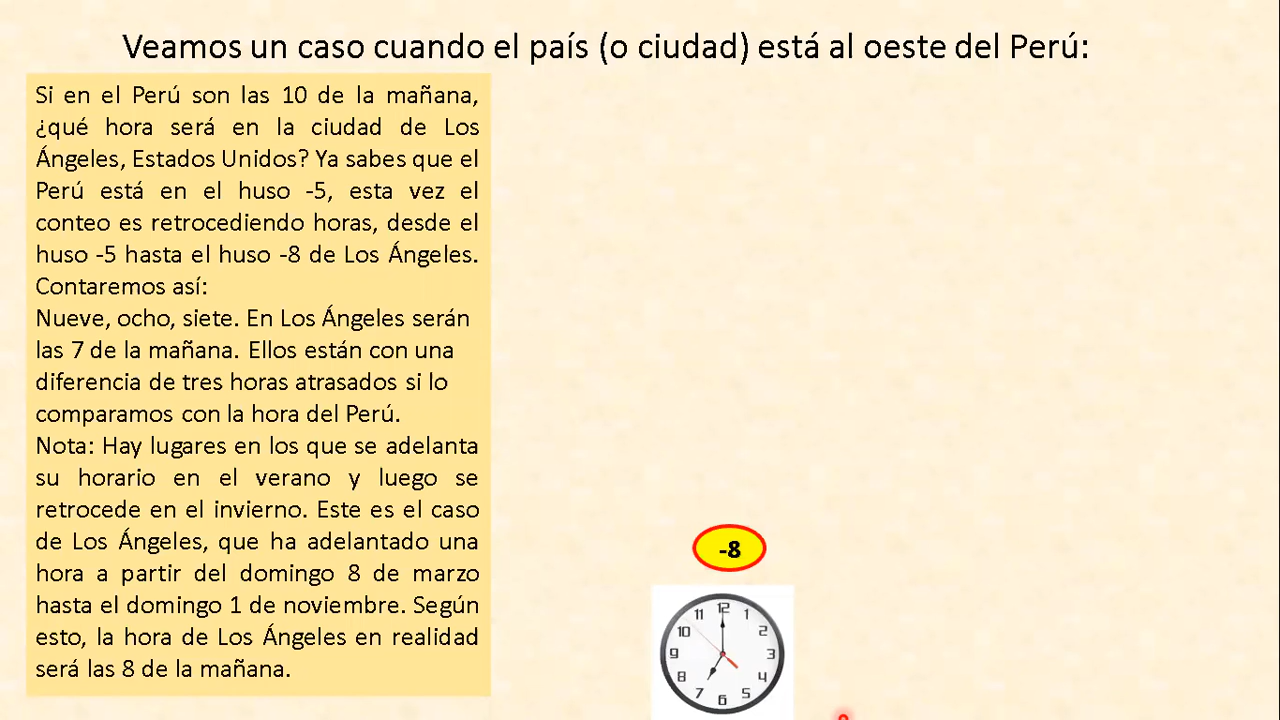 Veamos un caso cuando el país (o ciudad) está al oeste del Perú:
Si en el Perú son las 10 de la mañana,
¿qué hora será en la ciudad de Los
Ángeles, Estados Unidos? Ya sabes que el
Perú está en el huso -5, esta vez el
conteo es retrocediendo horas, desde el
huso -5 hasta el huso -8 de Los Ángeles.
Contaremos así:
Nueve, ocho, siete. En Los Ángeles serán
las 7 de la mañana. Ellos están con una
diferencia de tres horas atrasados si lo
comparamos con la hora del Perú.
Nota: Hay lugares en los que se adelanta
su horario en el verano y luego se
retrocede en el invierno. Este es el caso
de Los Ángeles, que ha adelantado una
hora a partir del domingo 8 de marzo
hasta el domingo 1 de noviembre. Según
esto, la hora de Los Ángeles en realidad
será las 8 de la mañana.
-8
12
1
2
3
4
5
6
7
8
9
10
11